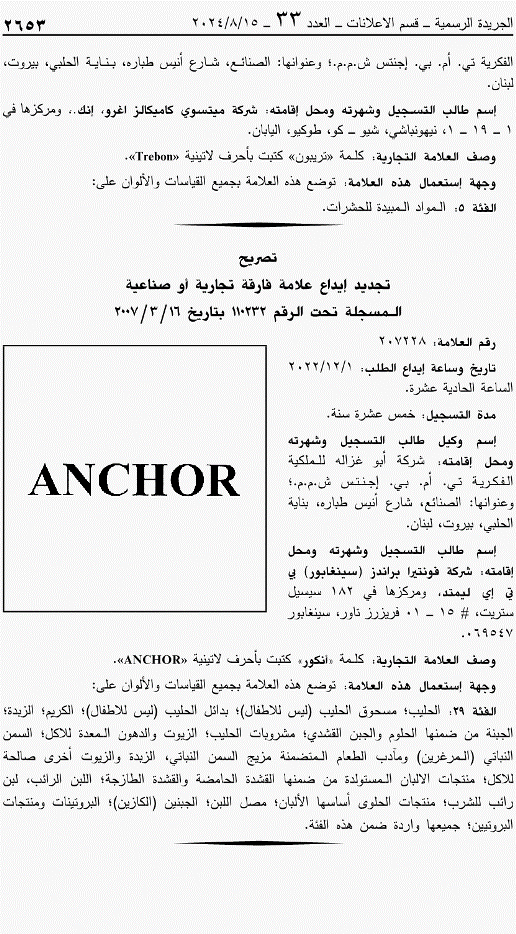 الجريدة الرسمية ــ قسم الاعلانات ــ العدد ٣٣ ــ ٢٠٢٤/٨/١٥
٢٦٥٣
الفكرية تي. أم. بي. إجنتس ش.م.م.؛ وعنوانها: الصنائع، شارع أنيس طباره، بناية الحلبي، بيروت،
لبنان.
إسم طالب التسجيل وشهرته ومحل إقامته: شركة ميتسوي كاميكالز اغرو، إنك.، ومركزها في
١ ــ ١٩ ــ ١، نيهونباشي، شيو ــ كو، طوكيو، اليابان.
وصف العلامة التجارية: كلمة «تريبون» كتبت بأحرف لاتينية «Trebon».
وجهة إستعمال هذه العلامة: توضع هذه العلامة بجميع القياسات والألوان على:
الفئة ٥: المواد المبيدة للحشرات.
تصريح
تجديد إيداع علامة فارقة تجارية أو صناعية
المسجلة تحت الرقم ١١٠٢٣٢ بتاريخ ٢٠٠٧/٣/١٦
رقم العلامة: ٢٠٧٢٢٨
تاريخ وساعة إيداع الطلب: ٢٠٢٢/١٢/١
الساعة الحادية عشرة.
مدة التسجيل: خمس عشرة سنة.
إسم وكيل طالب التسجيل وشهرته
ومحل إقامته: شركة أبو غزاله للملكية
الفكرية تي. أم. بي. إجنتس ش.م.م.؛
وعنوانها: الصنائع، شارع أنيس طباره، بناية
الحلبي، بيروت، لبنان.
إسم طالب التسجيل وشهرته ومحل
إقامته: شركة فونتيرا براندز (سينغابور) بي
تي إي ليمتد، ومركزها في ١٨٢ سيسيل
ستريت، # ١٥ ــ ٠١ فريزرز تاور، سينغابور
٠٦٩٥٤٧.
ANCHOR
وصف العلامة التجارية: كلمة «أنكور» كتبت بأحرف لاتينية «ANCHOR».
وجهة إستعمال هذه العلامة: توضع هذه العلامة بجميع القياسات والألوان على:
الفئة ٢٩: الحليب؛ مسحوق الحليب (ليس للاطفال)؛ بدائل الحليب (ليس للاطفال)؛ الكريم؛ الزبدة؛
الجبنة من ضمنها الحلوم والجبن القشدي؛ مشروبات الحليب؛ الزيوت والدهون المعدة للاكل؛ السمن
النباتي (المرغرين) ومآدب الطعام المتضمنة مزيج السمن النباتي، الزبدة والزيوت أخرى صالحة
للاكل؛ منتجات الالبان المستولدة من ضمنها القشدة الحامضة والقشدة الطازجة؛ اللبن الرائب، لبن
رائب للشرب؛ منتجات الحلوى أساسها الألبان؛ مصل اللبن؛ الجبنين (الكازين)؛ البروتينات ومنتجات
البروتيين؛ جميعها واردة ضمن هذه الفئة.